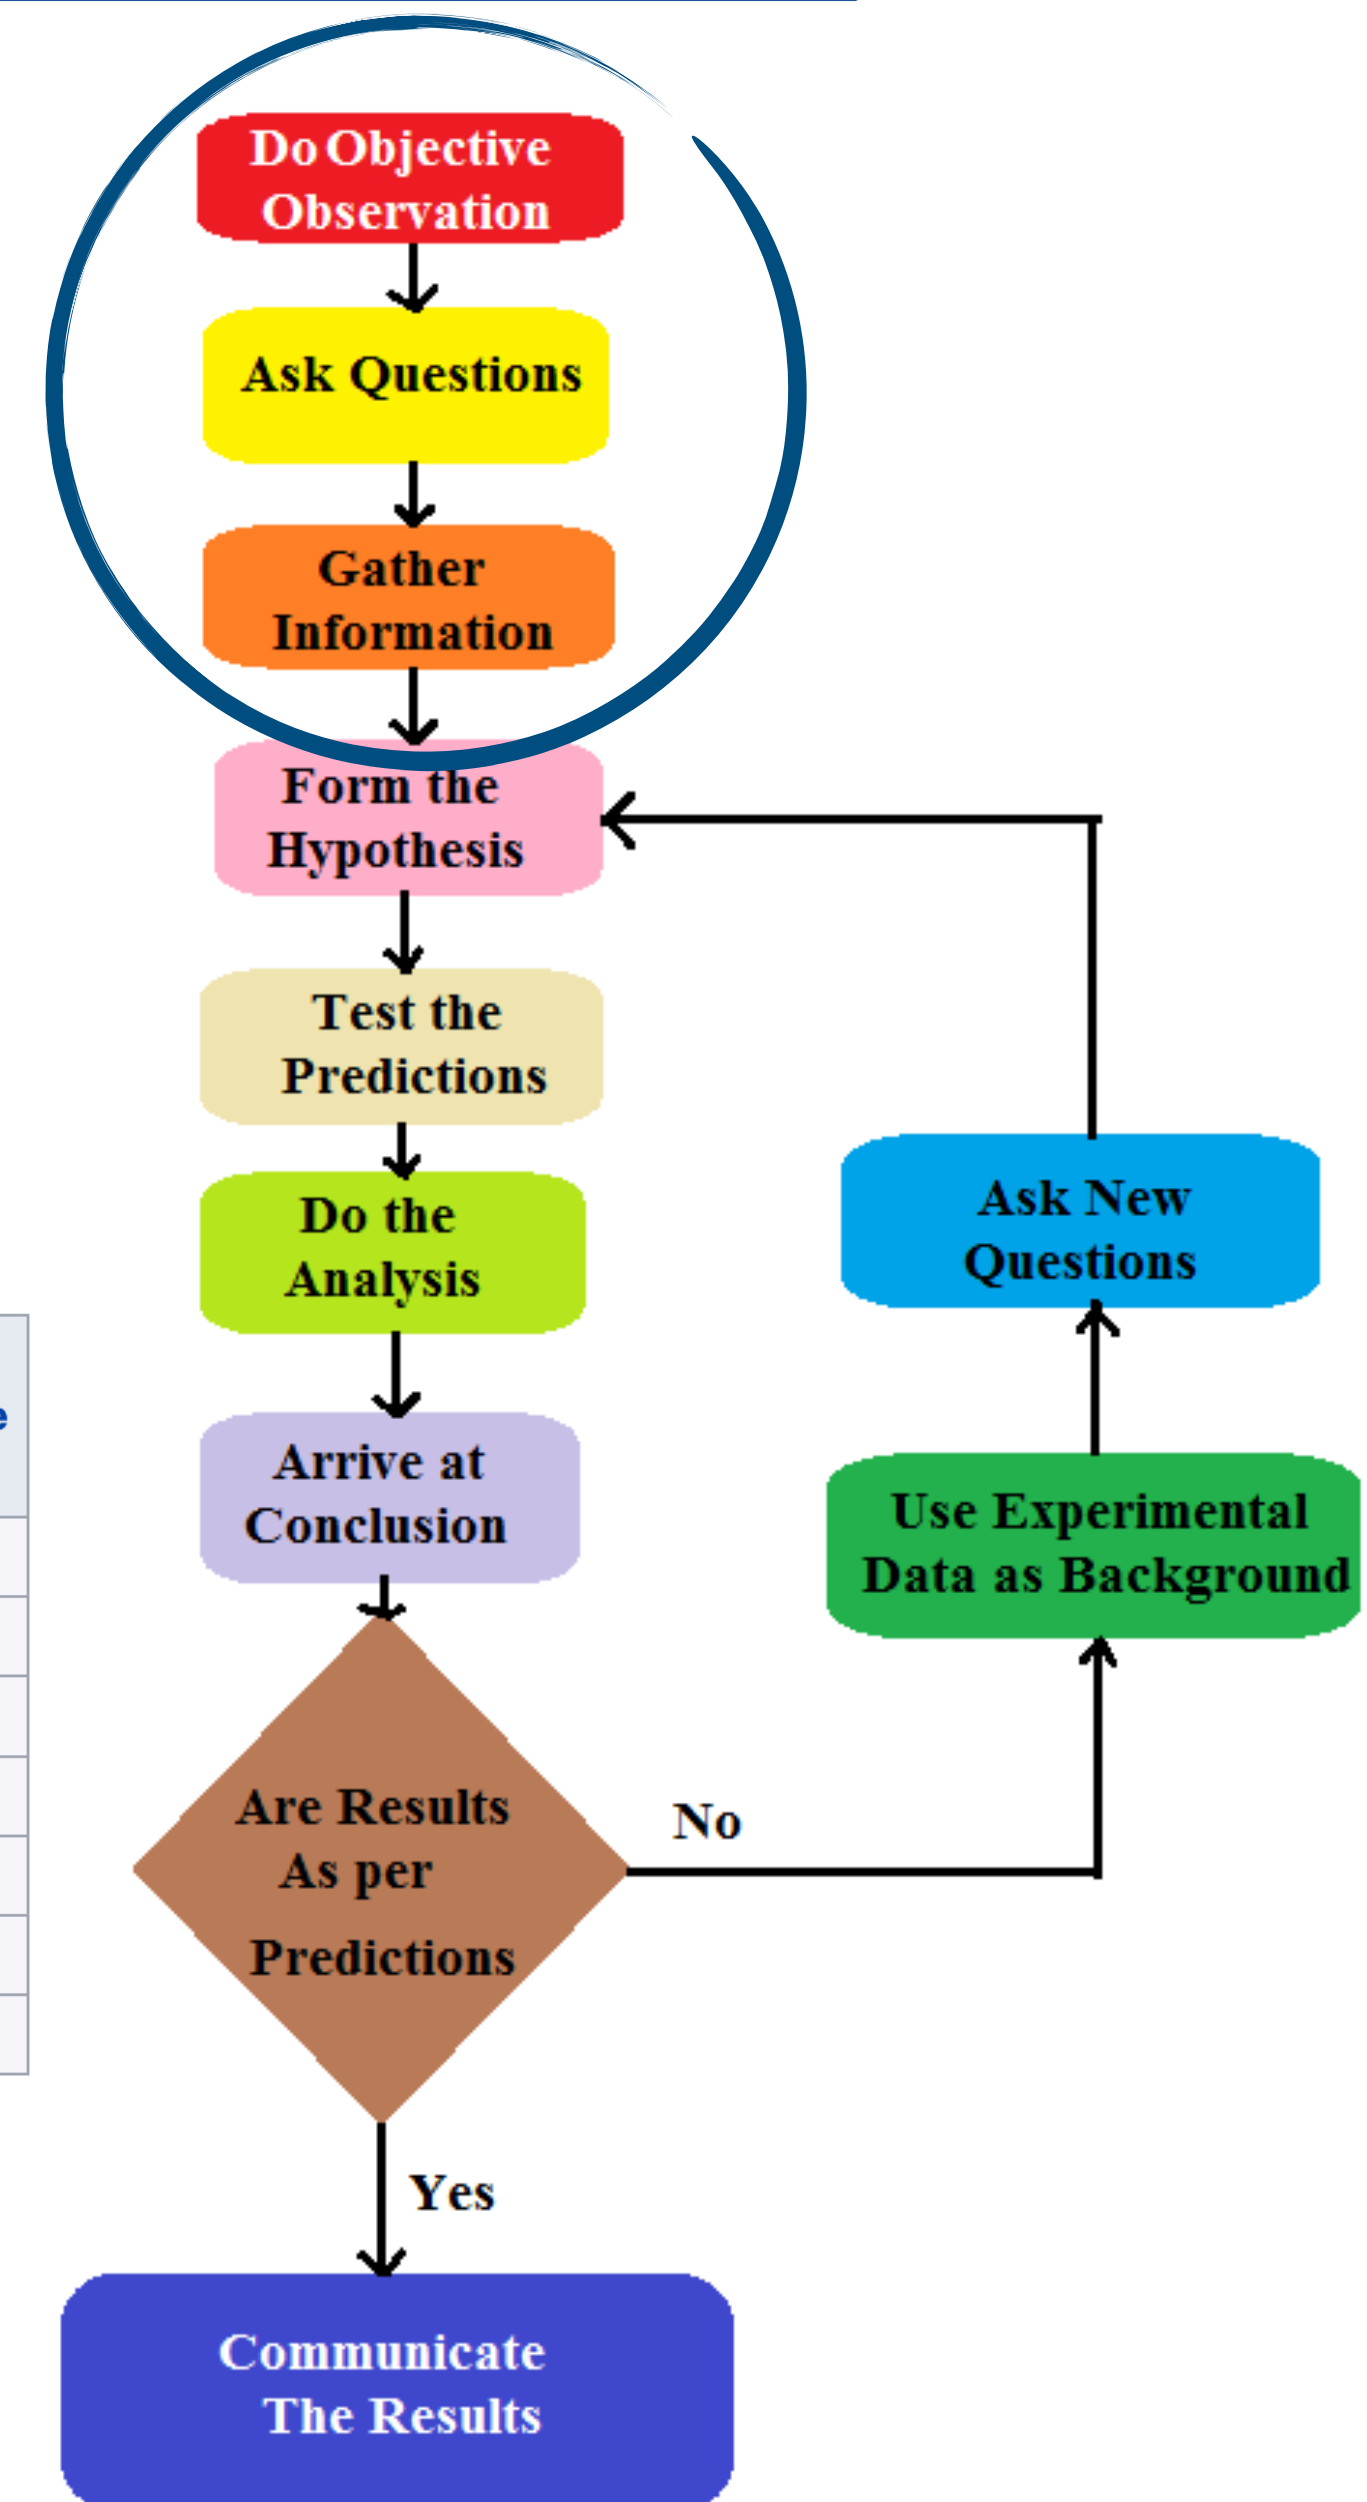 Do Objective
Observation
Ask Questions
Gather
Information
Form the
Hypothesis
Test the
Predictions
Do the
Analysis
Arrive at
Conclusion
Are Results
As per
Predictions
No
Yes
Communicate
The Results
Use Experimental
Data as Background
Ask New
Questions